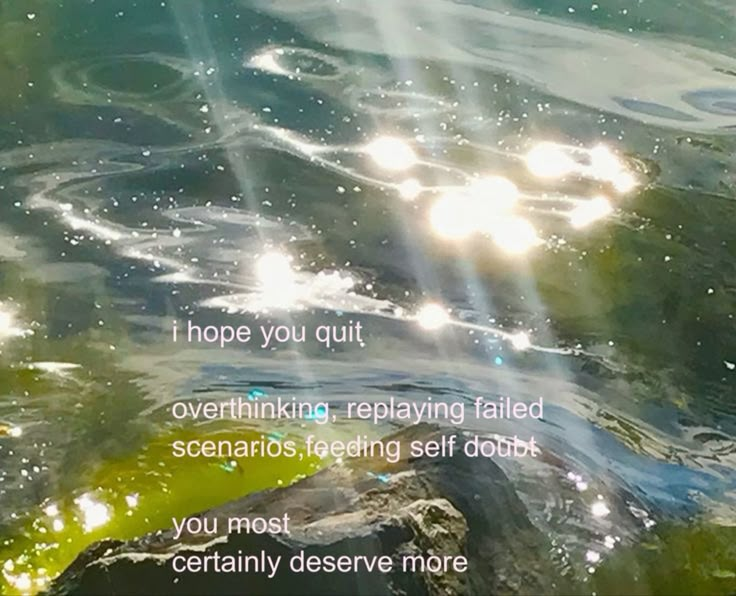 i hope you quit
overthinking, replaying failed
scenarios,feeding self doubt
you most
certainly deserve more